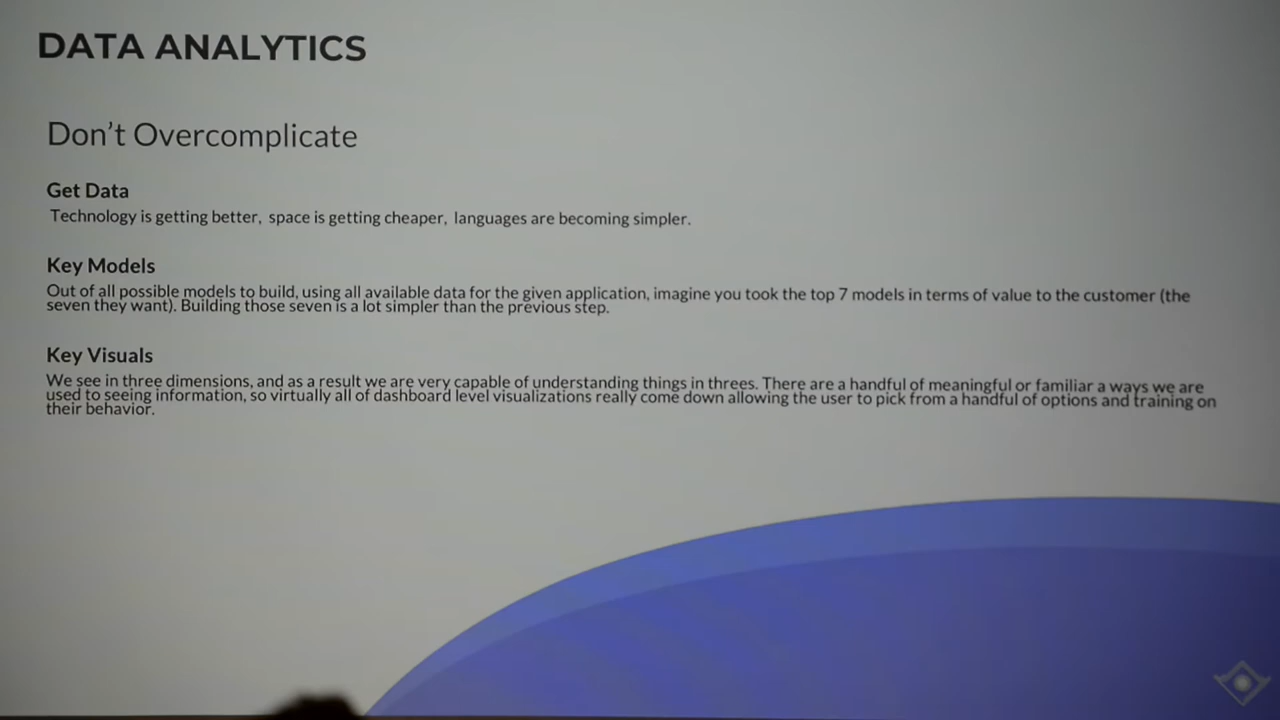 DATA ANALYTICS
Don't Overcomplicate
Get Data
Technology is getting better, space is getting cheaper, languages are becoming simpler.
Key Models
Out of all possible models to build, using all available data for the given application, imagine you took the top 7 models in terms of value to the customer (the
seven they want). Building those seven is a lot simpler than the previous step.
Key Visuals
We see in three dimensions, and as a result we are very capable of understanding things in threes. There are a handful of meaningful or familiar a ways we are
used to seeing information, so virtually all of dashboard level visualizations really come down allowing the user to pick from a handful of options and training on
their behavior.